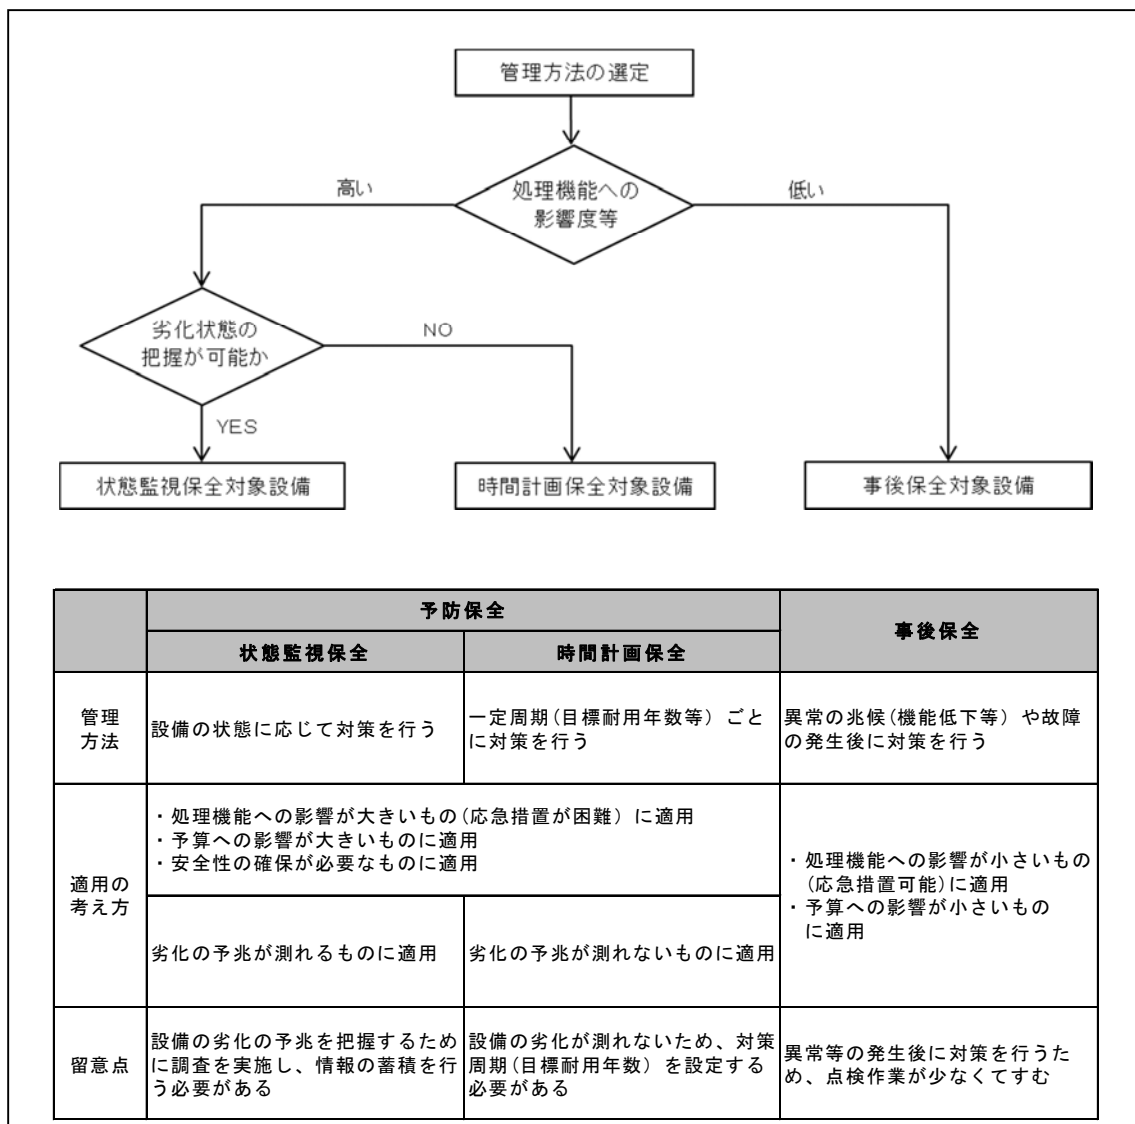 管理方法の選定
処理機能への
影響度等
高い
低い
劣化状態の
把握が可能か
NO
YES
状態監視保全対象設備
時間計画保全対象設備
事後保全対象設備
予防保全
事後保全
状態監視保全
時間計画保全
管理
方法
設備の状態に応じて対策を行う
一定周期(目標耐用年数等）ごと
に対策を行う
異常の兆候(機能低下等）や故障
の発生後に対策を行う
適用の
考え方
・処理機能への影響が大きいもの(応急措置が困難）に適用
・予算への影響が大きいものに適用
・安全性の確保が必要なものに適用
劣化の予兆が測れるものに適用
劣化の予兆が測れないものに適用
・処理機能への影響が小さいもの
(応急措置可能)に適用
・予算への影響が小さいもの
に適用
留意点
設備の劣化の予兆を把握するため
に調査を実施し、情報の蓄積を行
う必要がある
設備の劣化が測れないため、対策
周期(目標耐用年数）を設定する
必要がある
異常等の発生後に対策を行うた
め、点検作業が少なくてすむ